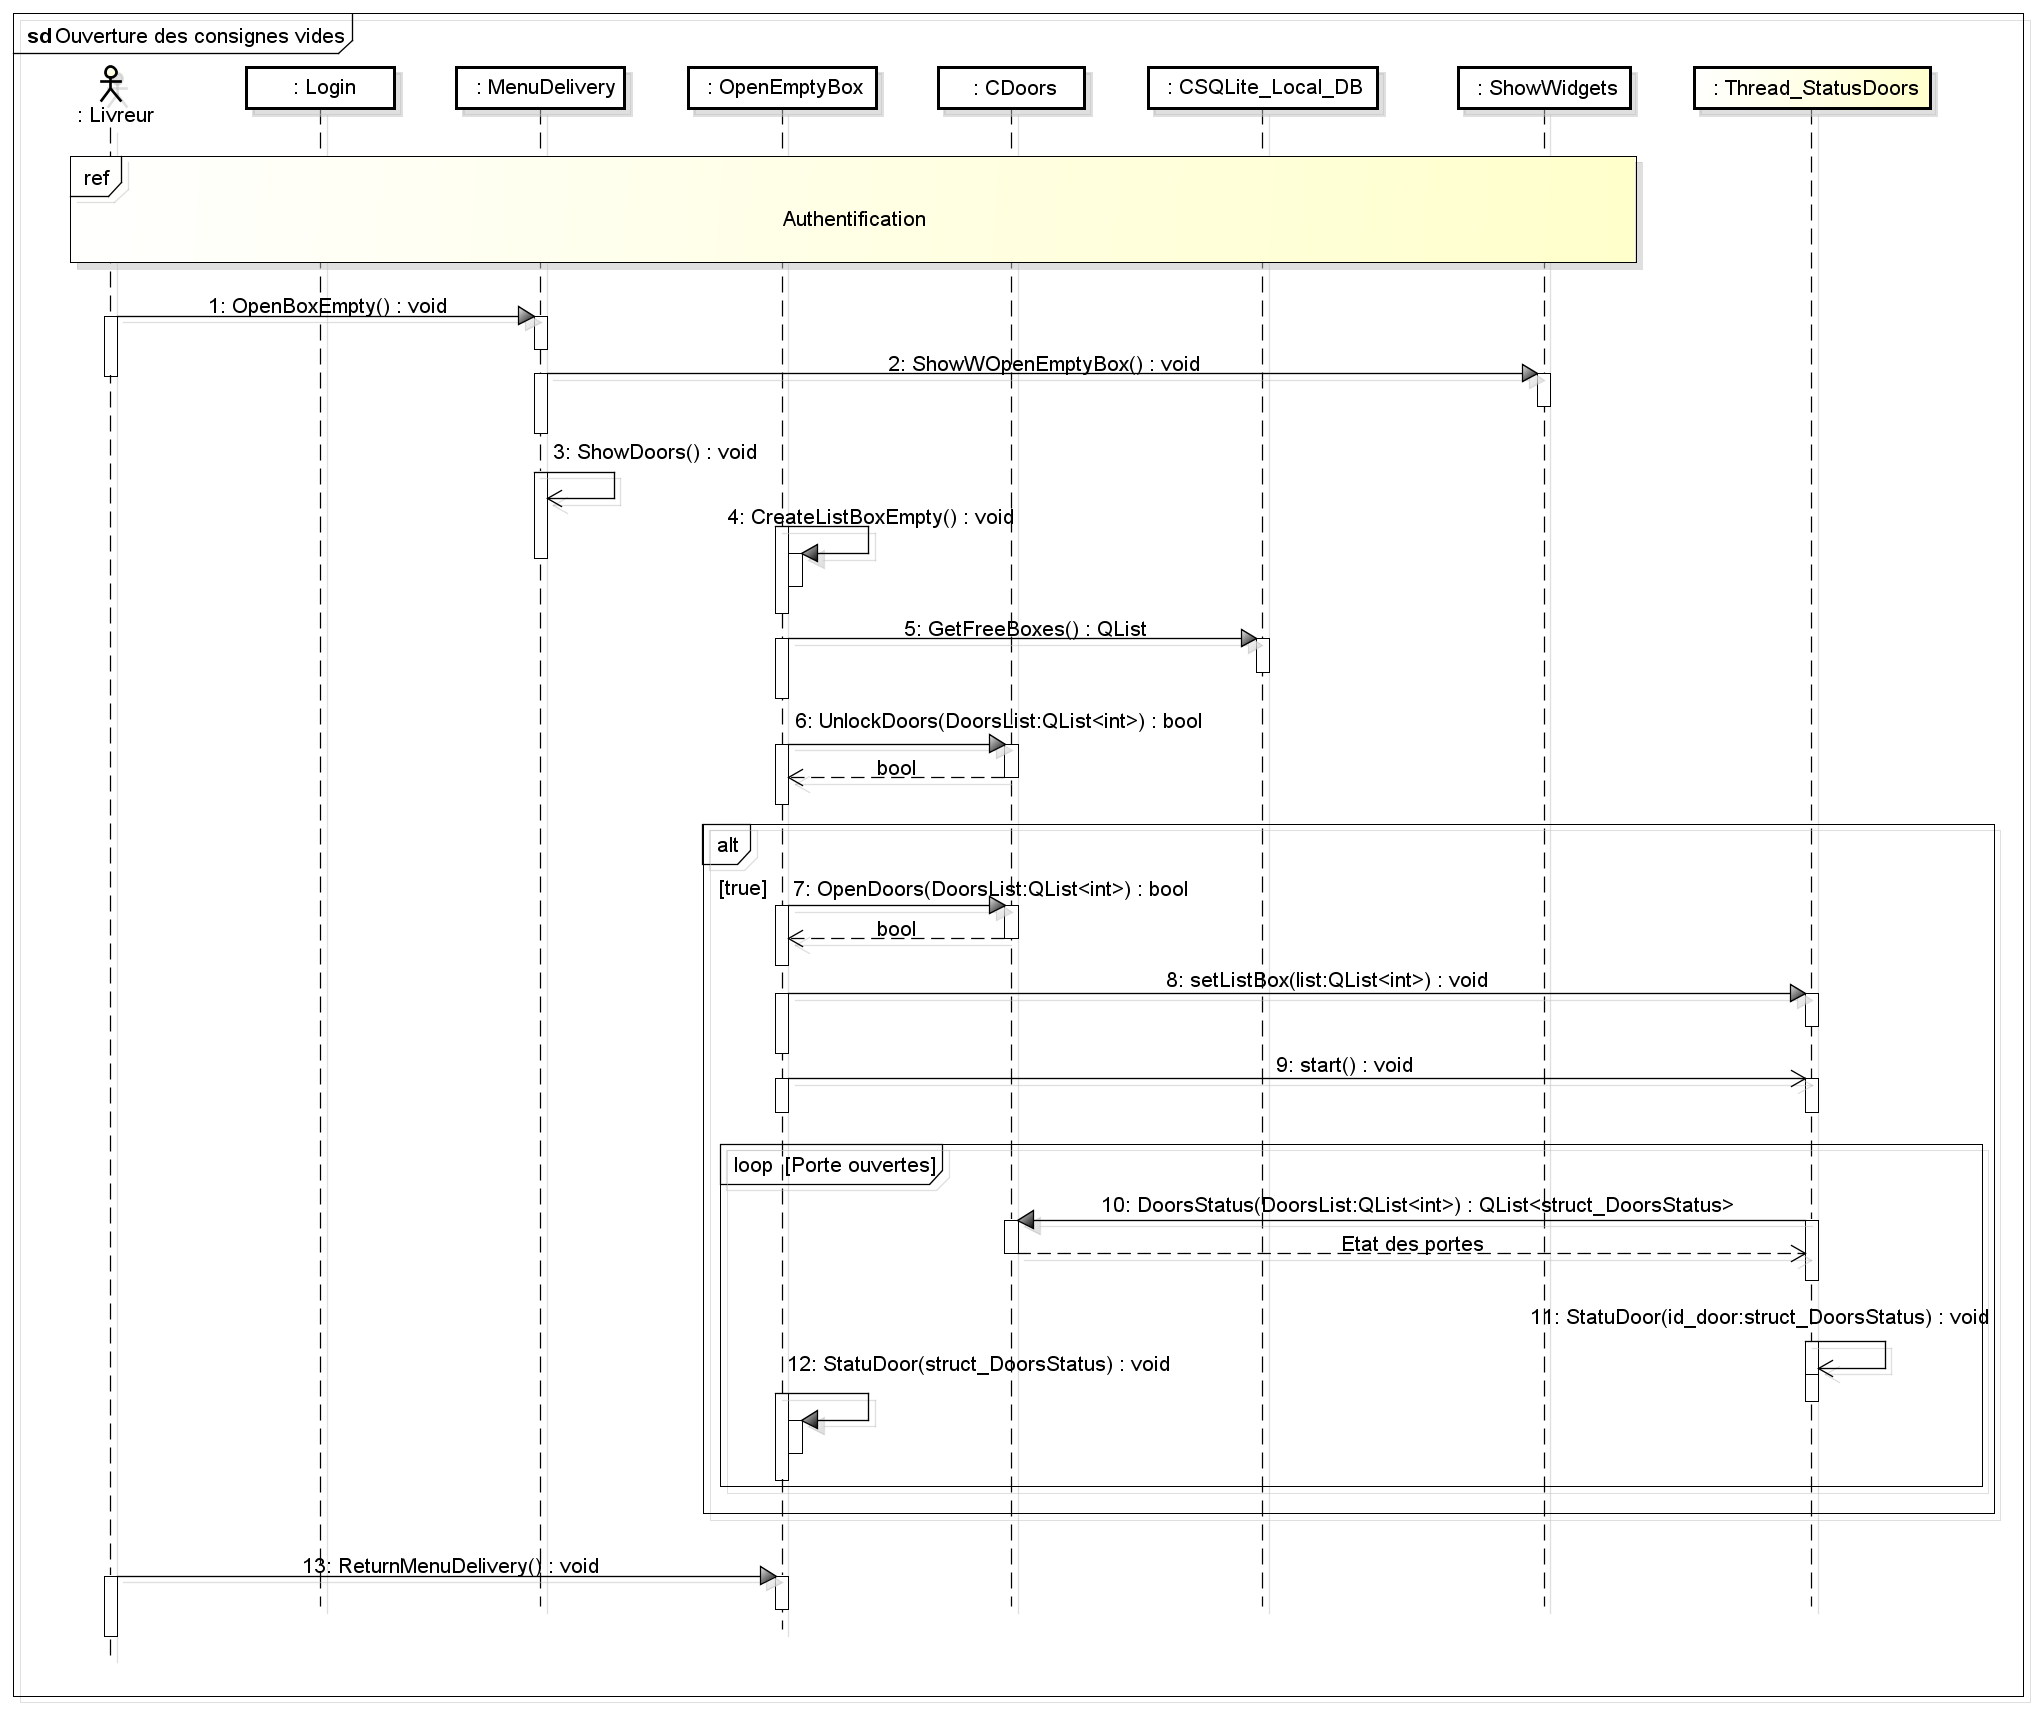 sd Ouverture des consignes vides
: Livreur
: Login
: MenuDelivery
: OpenEmptyBox
: CDoors
: CSQLite_Local_DB
: ShowWidgets
: Thread_StatusDoors
ref
Authentification
1: OpenBoxEmpty() : void
2: ShowWOpenEmptyBox() : void
3: ShowDoors() : void
4: CreateListBoxEmpty() : void
5: GetFreeBoxes() : QList
6: UnlockDoors(DoorsList:QList<int>) : bool
bool
alt
[true]
7: OpenDoors(DoorsList:QList<int>) : bool
bool
8: setListBox(list:QList<int>) : void
9: start() : void
loop [Porte ouvertes]
10: DoorsStatus(DoorsList:QList<int>) : QList<struct_DoorsStatus>
Etat des portes
11: StatuDoor(id_door:struct_DoorsStatus) : void
12: StatuDoor(struct_DoorsStatus) : void
13: ReturnMenuDelivery() : void